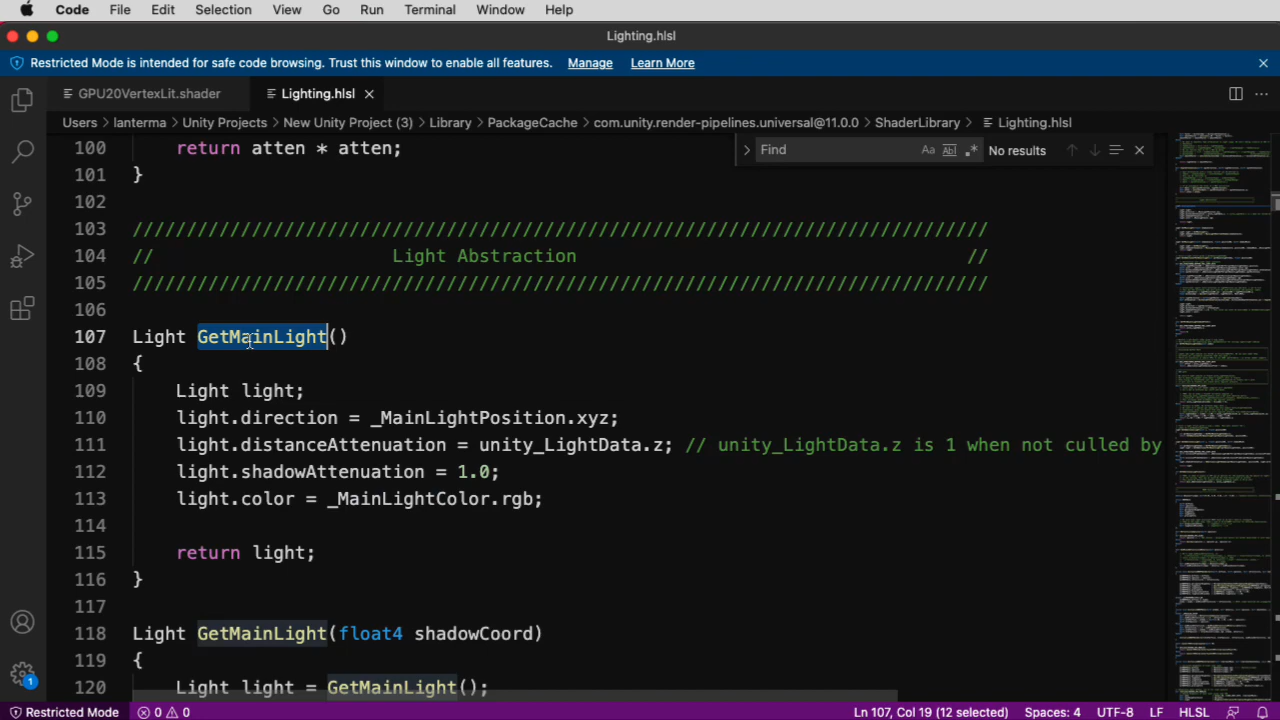 Code File Edit Selection View Go Run Terminal Window Help
Lighting.hlsl
Restricted Mode is intended for safe code browsing. Trust this window to enable all features. Manage Learn More
GPU20VertexLit.shader Lighting.hlsl
Users lanterma Unity Projects New Unity Project (3) Library PackageCache com.unity.render-pipelines.universal@11.0.0 ShaderLibrary Lighting.hlsl
Find Aa Ab No results
100 return atten * atten;
101 }
102
103 ///////////////////////////////////////////////////////////////////////////////
104 // Light Abstraction //
105 ///////////////////////////////////////////////////////////////////////////////
106
107 Light GetMainLight()
108 {
109 Light light;
110 light.direction = _MainLightPosition.xyz;
111 light.distanceAttenuation = unity_LightData.z; // unity_LightData.z is 1 when not culled by
112 light.shadowAttenuation = 1.0;
113 light.color = _MainLightColor.rgb;
114
115 return light;
116 }
117
118 Light GetMainLight(float4 shadowCoord)
119 {
120 Light light = GetMainLight();
1
Restricted Mode 0 0 Ln 107, Col 19 (12 selected) Spaces: 4 UTF-8 LF HLSL